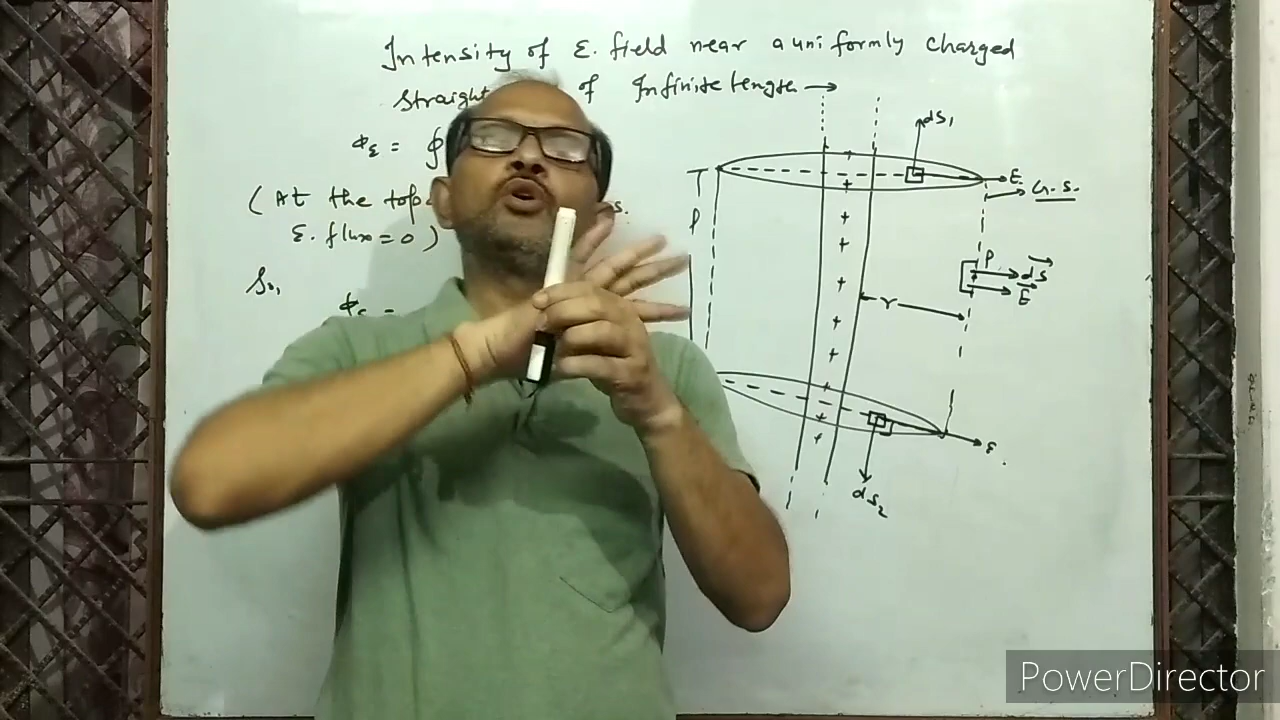 Intensity of E. field near a uniformly charged
straight of Infinite length →
ϕE = ∮
(At the top s.
E. flux = 0)
So,
dS1
E
G.S.
l
P
dS
E
r
E.
dS2
PowerDirector